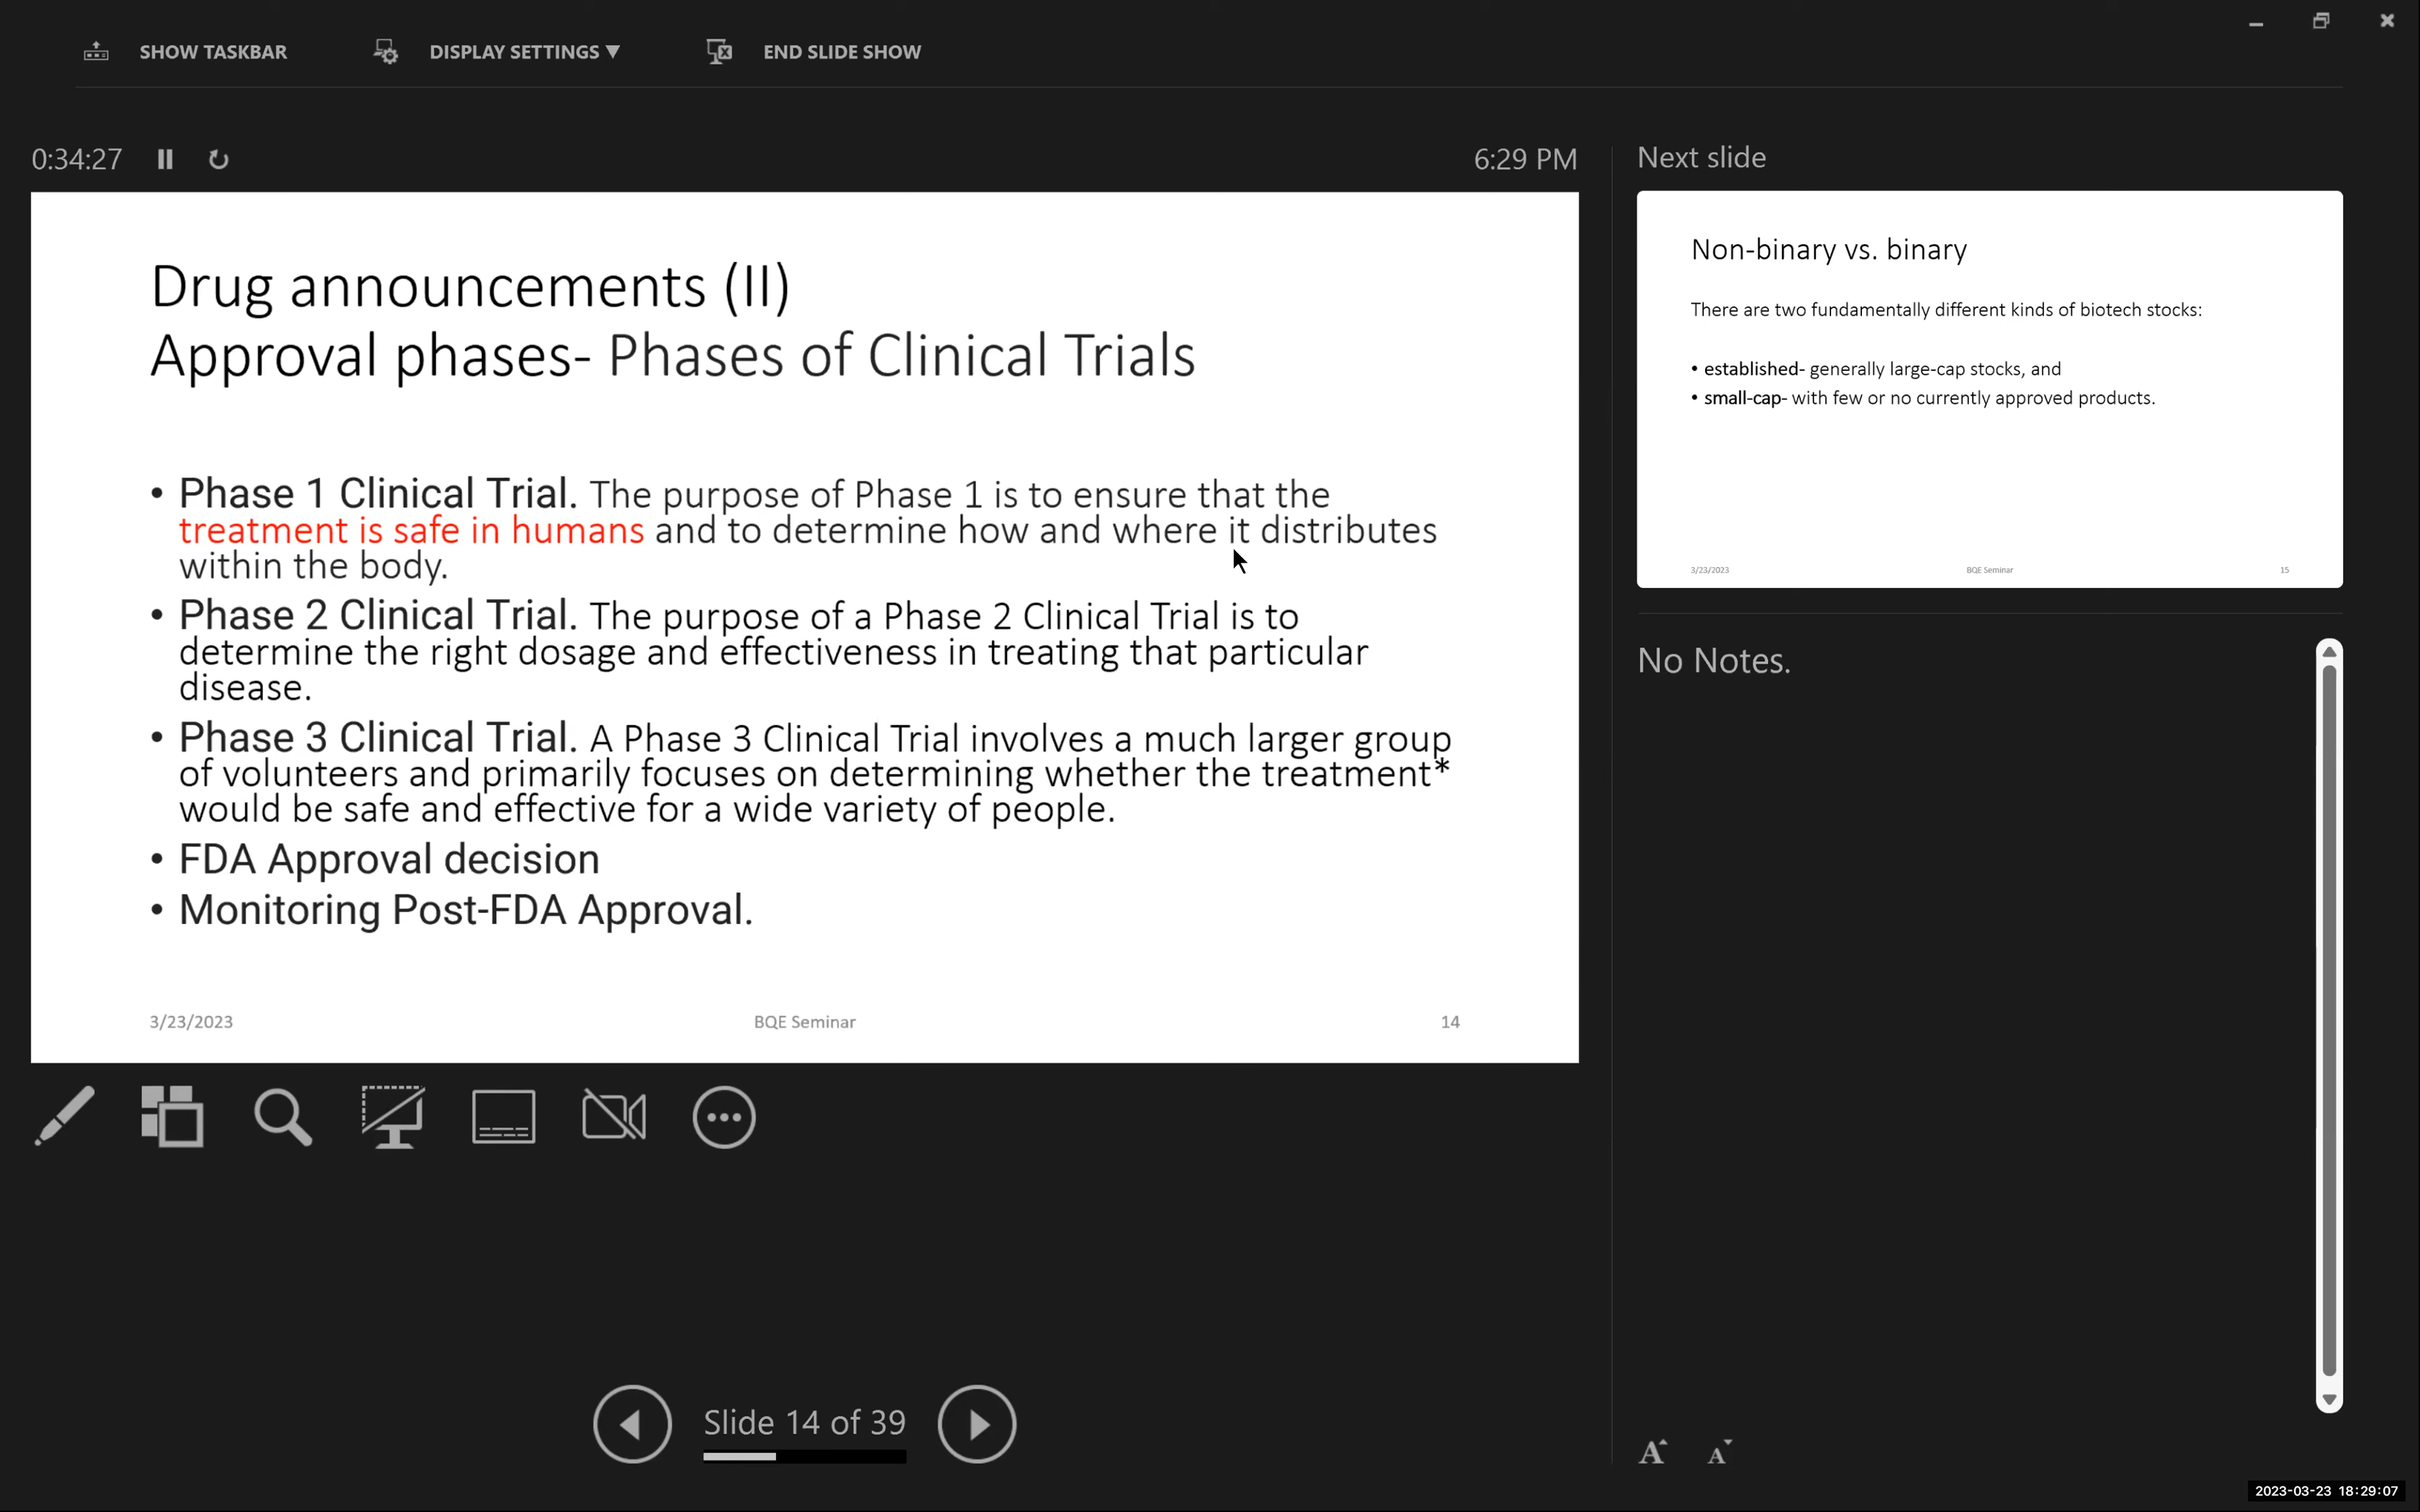 SHOW TASKBAR
DISPLAY SETTINGS ▼
END SLIDE SHOW
0:34:27
6:29 PM
Drug announcements (II)
Approval phases- Phases of Clinical Trials
• Phase 1 Clinical Trial. The purpose of Phase 1 is to ensure that the
treatment is safe in humans and to determine how and where it distributes
within the body.
• Phase 2 Clinical Trial. The purpose of a Phase 2 Clinical Trial is to
determine the right dosage and effectiveness in treating that particular
disease.
• Phase 3 Clinical Trial. A Phase 3 Clinical Trial involves a much larger group
of volunteers and primarily focuses on determining whether the treatment*
would be safe and effective for a wide variety of people.
• FDA Approval decision
• Monitoring Post-FDA Approval.
3/23/2023
BQE Seminar
14
Slide 14 of 39
Next slide
Non-binary vs. binary
There are two fundamentally different kinds of biotech stocks:
• established- generally large-cap stocks, and
• small-cap- with few or no currently approved products.
3/23/2023
BQE Seminar
15
No Notes.
A A
2023-03-23 18:29:07